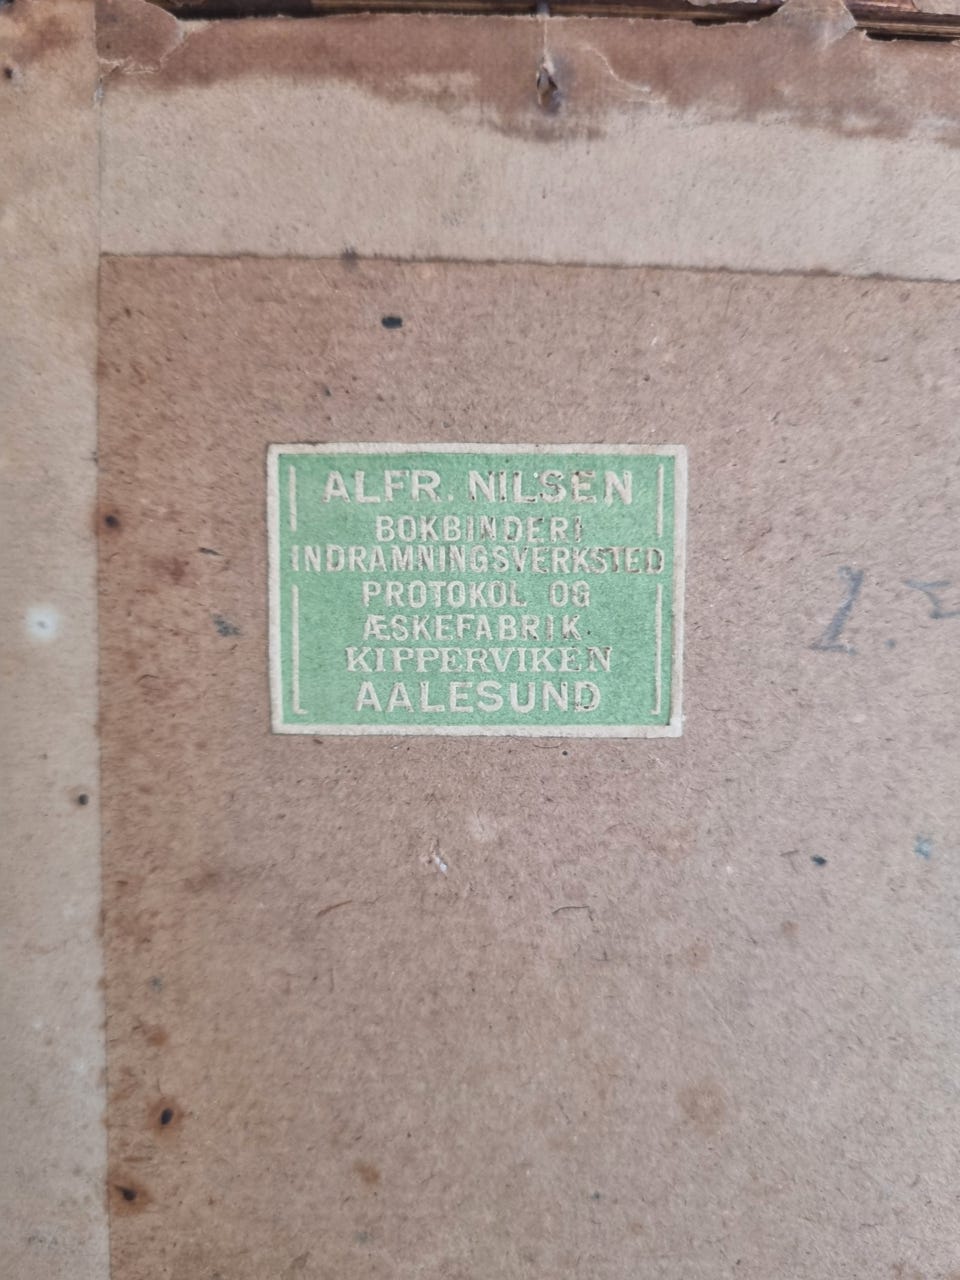 ALFR. NILSEN
BOKBINDERI
INDRAMNINGSVERKSTED
PROTOKOL OG
ÆSKEFABRIK
KIPPERVIKEN
AALESUND